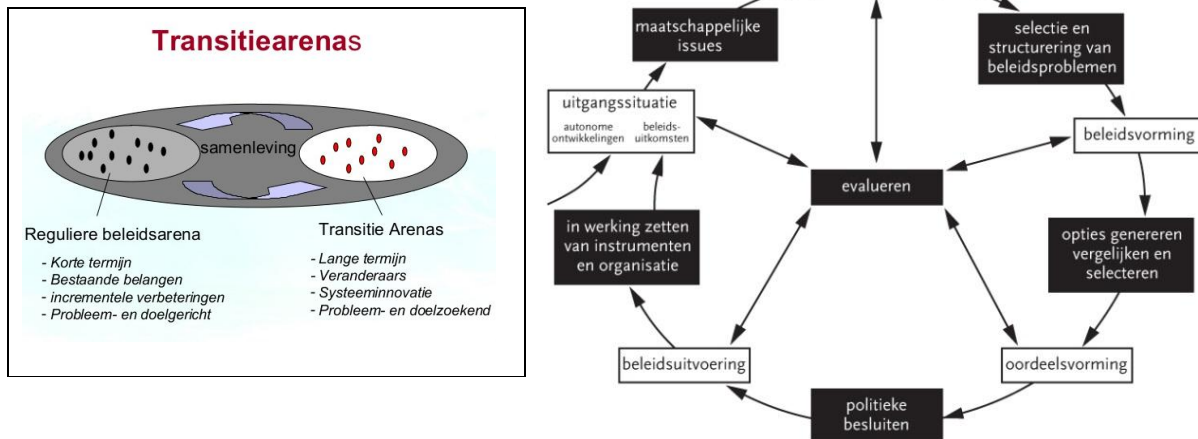 Transitiearenas
samenleving
Reguliere beleidsarena
- Korte termijn
- Bestaande belangen
- incrementele verbeteringen
- Probleem- en doelgericht
Transitie Arenas
- Lange termijn
- Veranderaars
- Systeeminnovatie
- Probleem- en doelzoekend
maatschappelijke
issues
selectie en
structurering van
beleidsproblemen
uitgangssituatie
autonome
ontwikkelingen
beleids-
uitkomsten
beleidsvorming
evalueren
in werking zetten
van instrumenten
en organisatie
opties genereren
vergelijken en
selecteren
beleidsuitvoering
oordeelsvorming
politieke
besluiten